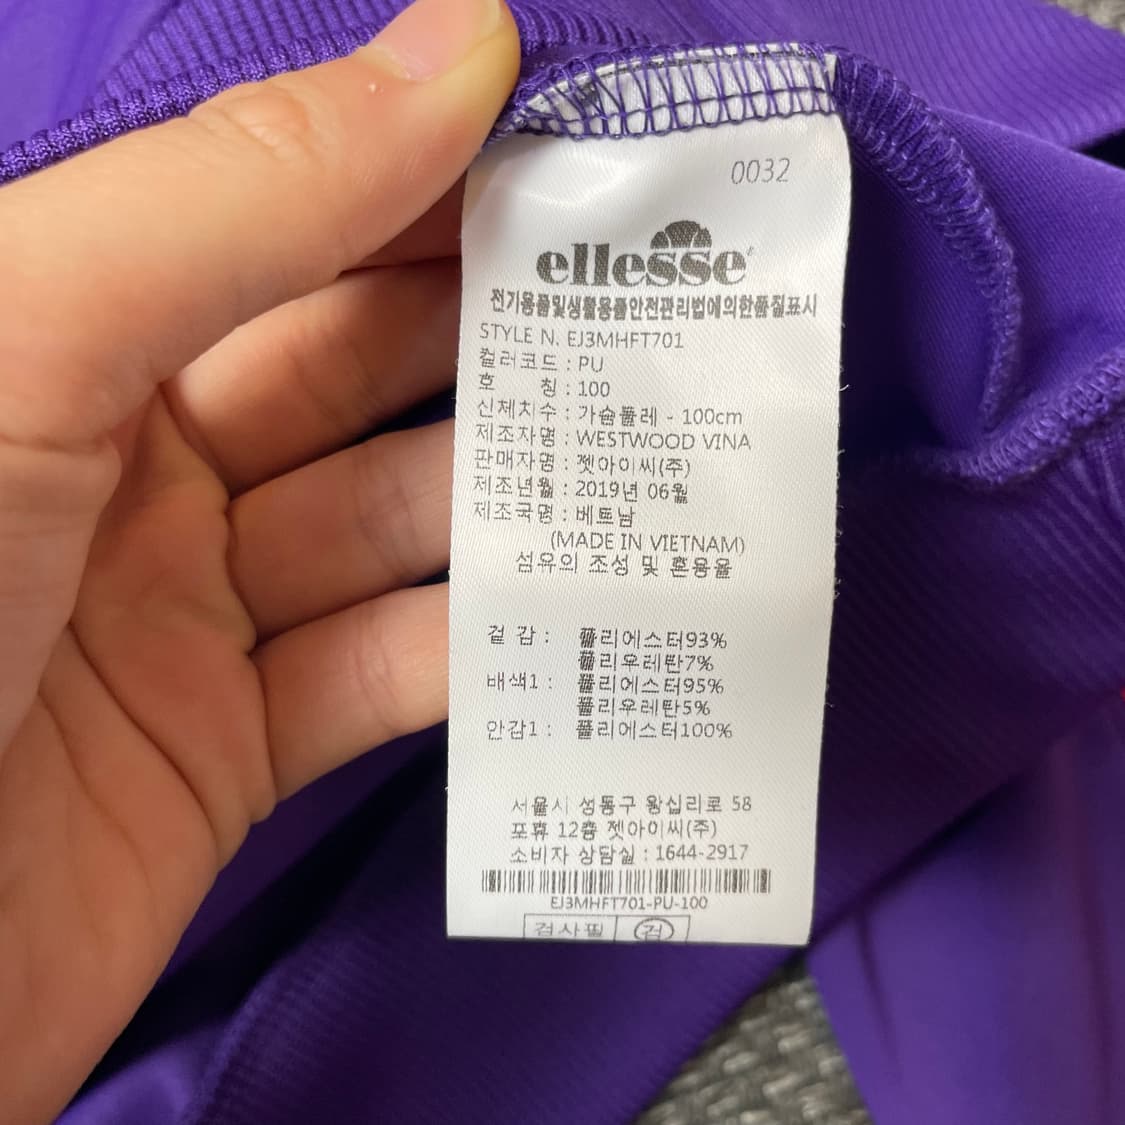 0032
ellesse
전기용품및생활용품안전관리법에의한품질표시
STYLE N. EJ3MHFT701
컬러코드 : PU
호 칭 : 100
신체치수 : 가슴둘레 - 100cm
제조자명 : WESTWOOD VINA
판매자명 : 젯아이씨(주)
제조년월 : 2019년 06월
제조국명 : 베트남
(MADE IN VIETNAM)
섬유의 조성 및 혼용율
겉 감 : 폴리에스터93%
폴리우레탄7%
배색1 : 폴리에스터95%
폴리우레탄5%
안감1 : 폴리에스터100%
서울시 성동구 왕십리로 58
포휴 12층 젯아이씨(주)
소비자 상담실 : 1644-2917
EJ3MHFT701-PU-100
검사필 검